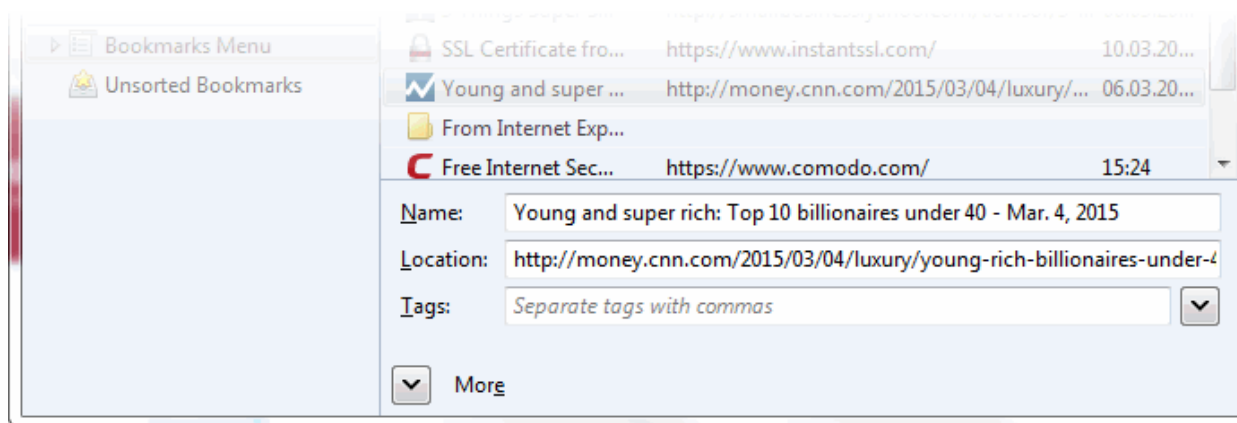 Bookmarks Menu
SSL Certificate fro... https://www.instantssl.com/ 10.03.20...
Unsorted Bookmarks
Young and super ... http://money.cnn.com/2015/03/04/luxury/... 06.03.20...
From Internet Exp...
Free Internet Sec... https://www.comodo.com/ 15:24
Name: Young and super rich: Top 10 billionaires under 40 - Mar. 4, 2015
Location: http://money.cnn.com/2015/03/04/luxury/young-rich-billionaires-under-4
Tags: Separate tags with commas
More